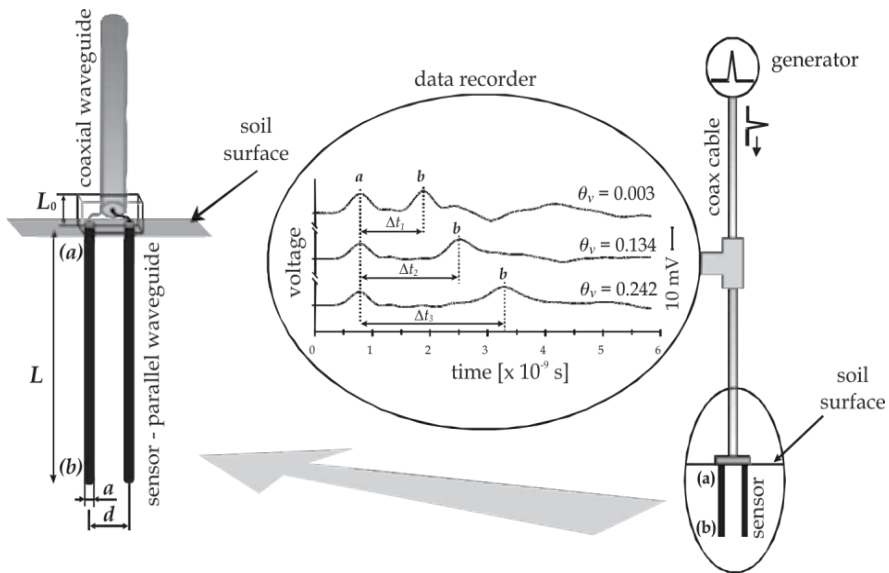 coaxial waveguide
soil
surface
L₀
(a)
L
sensor - parallel waveguide
(b)
a
d
data recorder
voltage
a
b
θv = 0.003
Δt₁
b
θv = 0.134
Δt₂
b
θv = 0.242
Δt₃
10 mV
0
1
2
3
4
5
6
time [x 10⁻⁹ s]
generator
coax cable
soil
surface
(a)
(b)
sensor